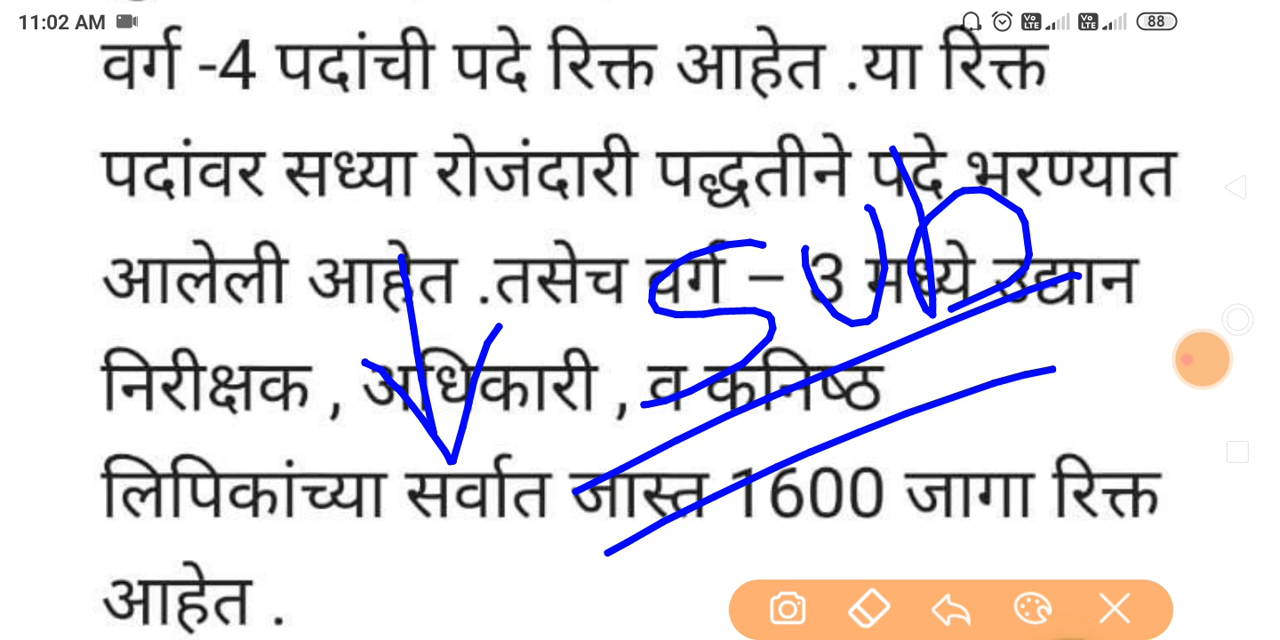 11:02 AM
88
वर्ग -4 पदांची पदे रिक्त आहेत .या रिक्त
पदांवर सध्या रोजंदारी पद्धतीने पदे भरण्यात
आलेली आहेत .तसेच वर्ग – 3 मध्ये उद्यान
निरीक्षक , अधिकारी , व कनिष्ठ
लिपिकांच्या सर्वात जास्त 1600 जागा रिक्त
आहेत .
SUP